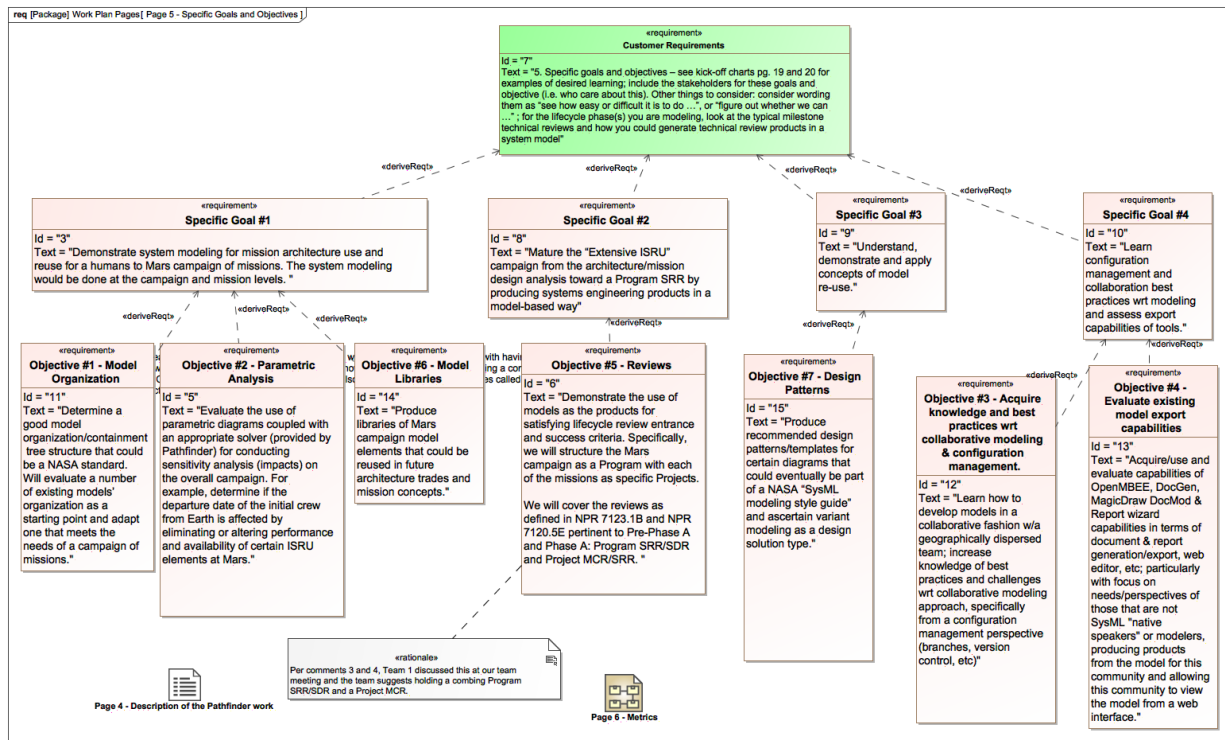 req [Package] Work Plan Pages[ Page 5 - Specific Goals and Objectives ]
«requirement»
Customer Requirements
Id = "7"
Text = "5. Specific goals and objectives – see kick-off charts pg. 19 and 20 for
examples of desired learning; include the stakeholders for these goals and
objective (i.e. who care about this). Other things to consider: consider wording
them as "see how easy or difficult it is to do …", or "figure out whether we can
…" ; for the lifecycle phase(s) you are modeling, look at the typical milestone
technical reviews and how you could generate technical review products in a
system model"
«deriveReqt»
«deriveReqt»
«deriveReqt»
«deriveReqt»
«requirement»
Specific Goal #1
Id = "3"
Text = "Demonstrate system modeling for mission architecture use and
reuse for a humans to Mars campaign of missions. The system modeling
would be done at the campaign and mission levels. "
«requirement»
Specific Goal #2
Id = "8"
Text = "Mature the "Extensive ISRU"
campaign from the architecture/mission
design analysis toward a Program SRR by
producing systems engineering products in a
model-based way"
«requirement»
Specific Goal #3
Id = "9"
Text = "Understand,
demonstrate and apply
concepts of model
re-use."
«requirement»
Specific Goal #4
Id = "10"
Text = "Learn
configuration
management and
collaboration best
practices wrt modeling
and assess export
capabilities of tools."
«deriveReqt»
«deriveReqt»
«deriveReqt»
«deriveReqt»
«deriveReqt»
«deriveReqt»
«deriveReqt»
«requirement»
Objective #1 - Model
Organization
Id = "11"
Text = "Determine a
good model
organization/containment
tree structure that could
be a NASA standard.
Will evaluate a number
of existing models'
organization as a
starting point and adapt
one that meets the
needs of a campaign of
missions."
«requirement»
Objective #2 - Parametric
Analysis
Id = "5"
Text = "Evaluate the use of
parametric diagrams coupled with
an appropriate solver (provided by
Pathfinder) for conducting
sensitivity analysis (impacts) on
the overall campaign. For
example, determine if the
departure date of the initial crew
from Earth is affected by
eliminating or altering performance
and availability of certain ISRU
elements at Mars."
«requirement»
Objective #6 - Model
Libraries
Id = "14"
Text = "Produce
libraries of Mars
campaign model
elements that could be
reused in future
architecture trades and
mission concepts."
with havin
es called
«requirement»
Objective #5 - Reviews
Id = "6"
Text = "Demonstrate the use of
models as the products for
satisfying lifecycle review entrance
and success criteria. Specifically,
we will structure the Mars
campaign as a Program with each
of the missions as specific Projects.
We will cover the reviews as
defined in NPR 7123.1B and NPR
7120.5E pertinent to Pre-Phase A
and Phase A: Program SRR/SDR
and Project MCR/SRR. "
«requirement»
Objective #7 - Design
Patterns
Id = "15"
Text = "Produce
recommended design
patterns/templates for
certain diagrams that
could eventually be part
of a NASA "SysML
modeling style guide"
and ascertain variant
modeling as a design
solution type."
«requirement»
Objective #3 - Acquire
knowledge and best
practices wrt
collaborative modeling
& configuration
management.
Id = "12"
Text = "Learn how to
develop models in a
collaborative fashion w/a
geographically dispersed
team; increase
knowledge of best
practices and challenges
wrt collaborative modeling
approach, specifically
from a configuration
management perspective
(branches, version
control, etc)"
«requirement»
Objective #4 -
Evaluate existing
model export
capabilities
Id = "13"
Text = "Acquire/use and
evaluate capabilities of
OpenMBEE, DocGen,
MagicDraw DocMod &
Report wizard
capabilities in terms of
document & report
generation/export, web
editor, etc; particularly
with focus on
needs/perspectives of
those that are not
SysML "native
speakers" or modelers,
producing products
from the model for this
community and allowing
this community to view
the model from a web
interface."
«rationale»
Per comments 3 and 4, Team 1 discussed this at our team
meeting and the team suggests holding a combing Program
SRR/SDR and a Project MCR.
Page 4 - Description of the Pathfinder work
Page 6 - Metrics